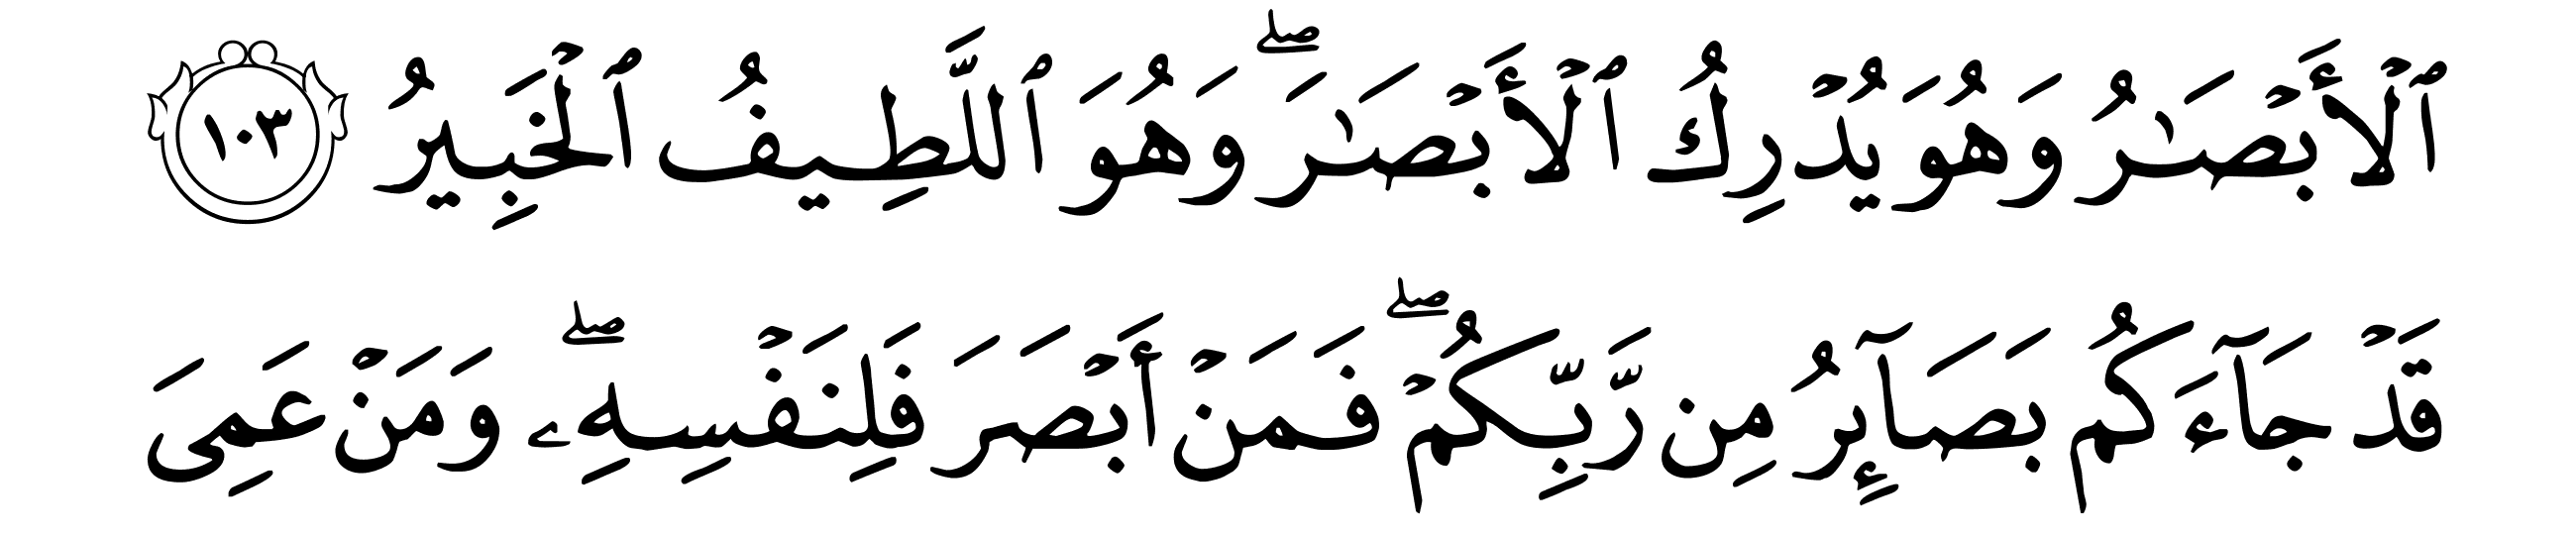 ٱلۡأَبۡصَٰرُ وَهُوَ يُدۡرِكُ ٱلۡأَبۡصَٰرَۖ وَهُوَ ٱللَّطِيفُ ٱلۡخَبِيرُ ١٠٣
قَدۡ جَآءَكُم بَصَآئِرُ مِن رَّبِّكُمۡۖ فَمَنۡ أَبۡصَرَ فَلِنَفۡسِهِۦۖ وَمَنۡ عَمِىَ